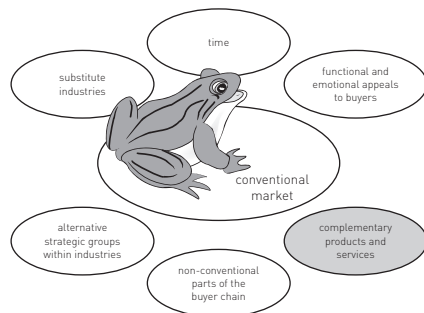 time
substitute
industries
functional and
emotional appeals
to buyers
conventional
market
alternative
strategic groups
within industries
complementary
products and
services
non-conventional
parts of the
buyer chain